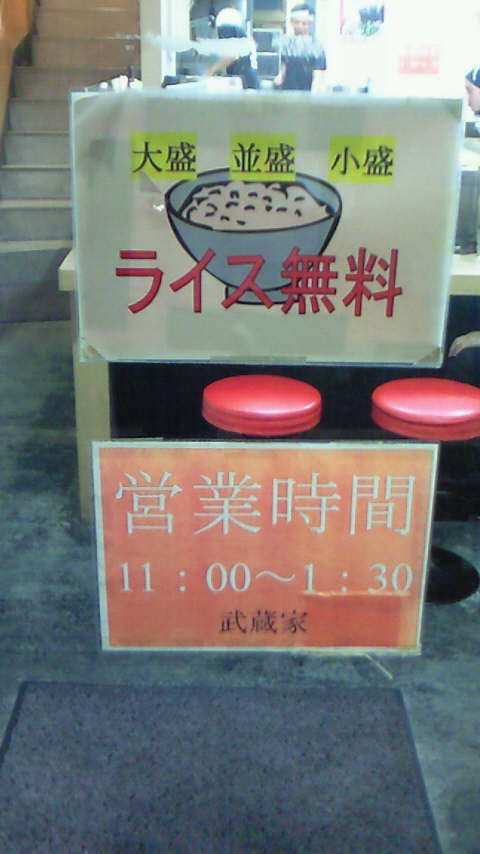 大盛 並盛 小盛
ライス無料
営業時間
11：00～1：30
武蔵家